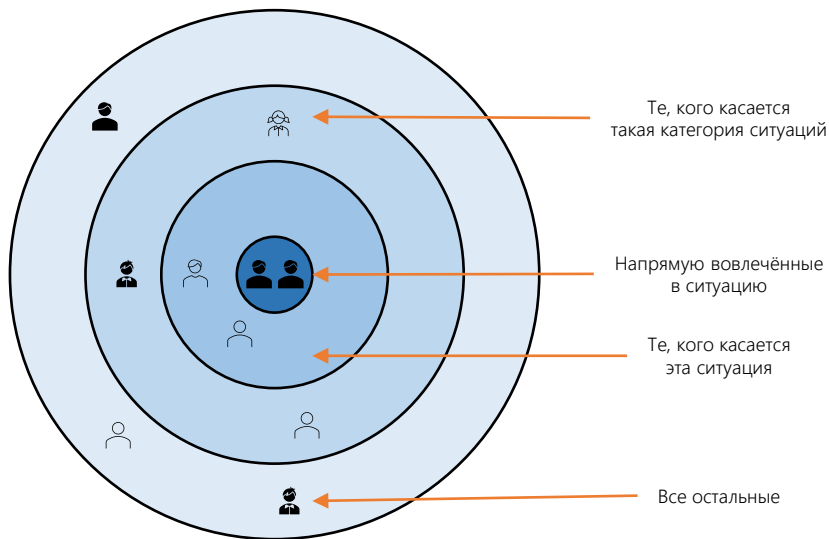 Те, кого касается
такая категория ситуаций
Напрямую вовлечённые
в ситуацию
Те, кого касается
эта ситуация
Все остальные